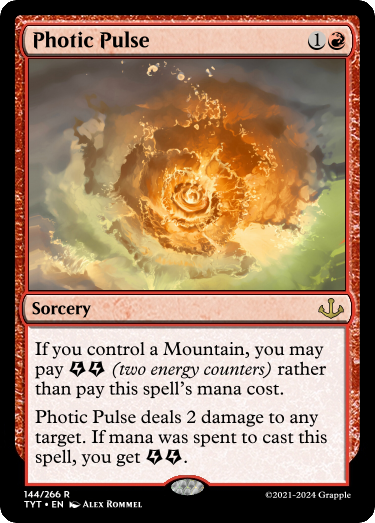 Photic Pulse 1
Sorcery
If you control a Mountain, you may
pay (two energy counters) rather
than pay this spell's mana cost.
Photic Pulse deals 2 damage to any
target. If mana was spent to cast this
spell, you get .
144/266 R
TYT • EN Alex Rommel
©2021-2024 Grapple